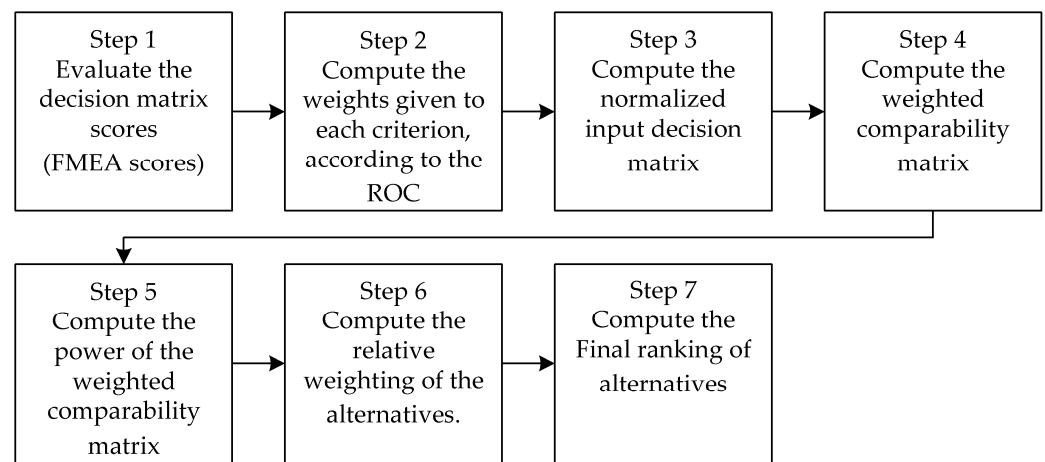 Step 1
Evaluate the
decision matrix
scores
(FMEA scores)
Step 2
Compute the
weights given to
each criterion,
according to the
ROC
Step 3
Compute the
normalized
input decision
matrix
Step 4
Compute the
weighted
comparability
matrix
Step 5
Compute the
power of the
weighted
comparability
matrix
Step 6
Compute the
relative
weighting of the
alternatives.
Step 7
Compute the
Final ranking of
alternatives